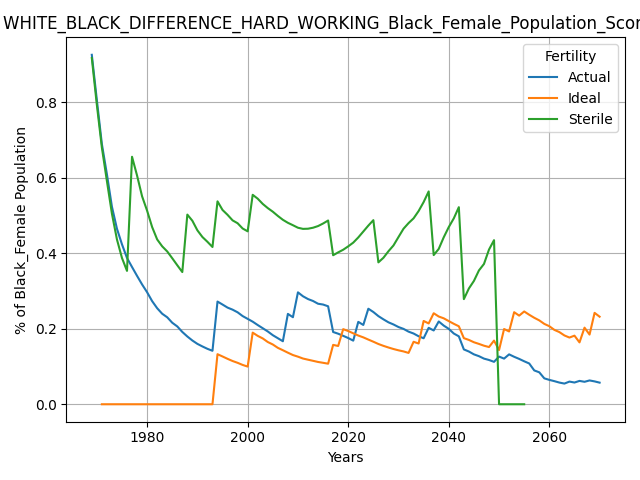 WHITE_BLACK_DIFFERENCE_HARD_WORKING_Black_Female_Population_Scor
Fertility
Actual
Ideal
Sterile
% of Black_Female Population
0.8
0.6
0.4
0.2
0.0
1980 2000 2020 2040 2060
Years